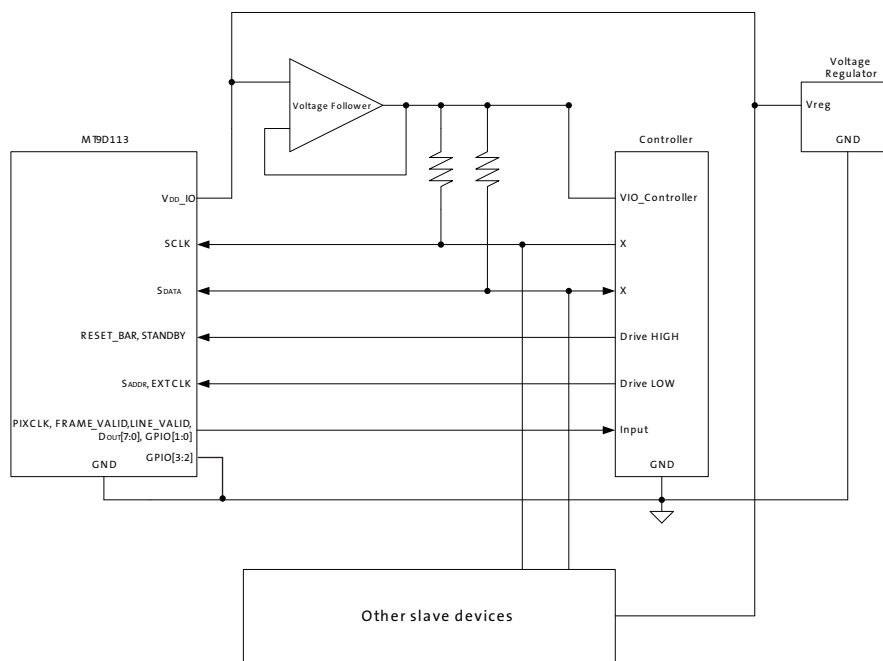 Voltage
Regulator
Vreg
GND
Voltage Follower
MT9D113
VDD_IO
SCLK
SDATA
RESET_BAR, STANDBY
SADDR, EXTCLK
PIXCLK, FRAME_VALID,LINE_VALID,
DOUT[7:0], GPIO[1:0]
GPIO[3:2]
GND
Controller
VIO_Controller
X
X
Drive HIGH
Drive LOW
Input
GND
Other slave devices